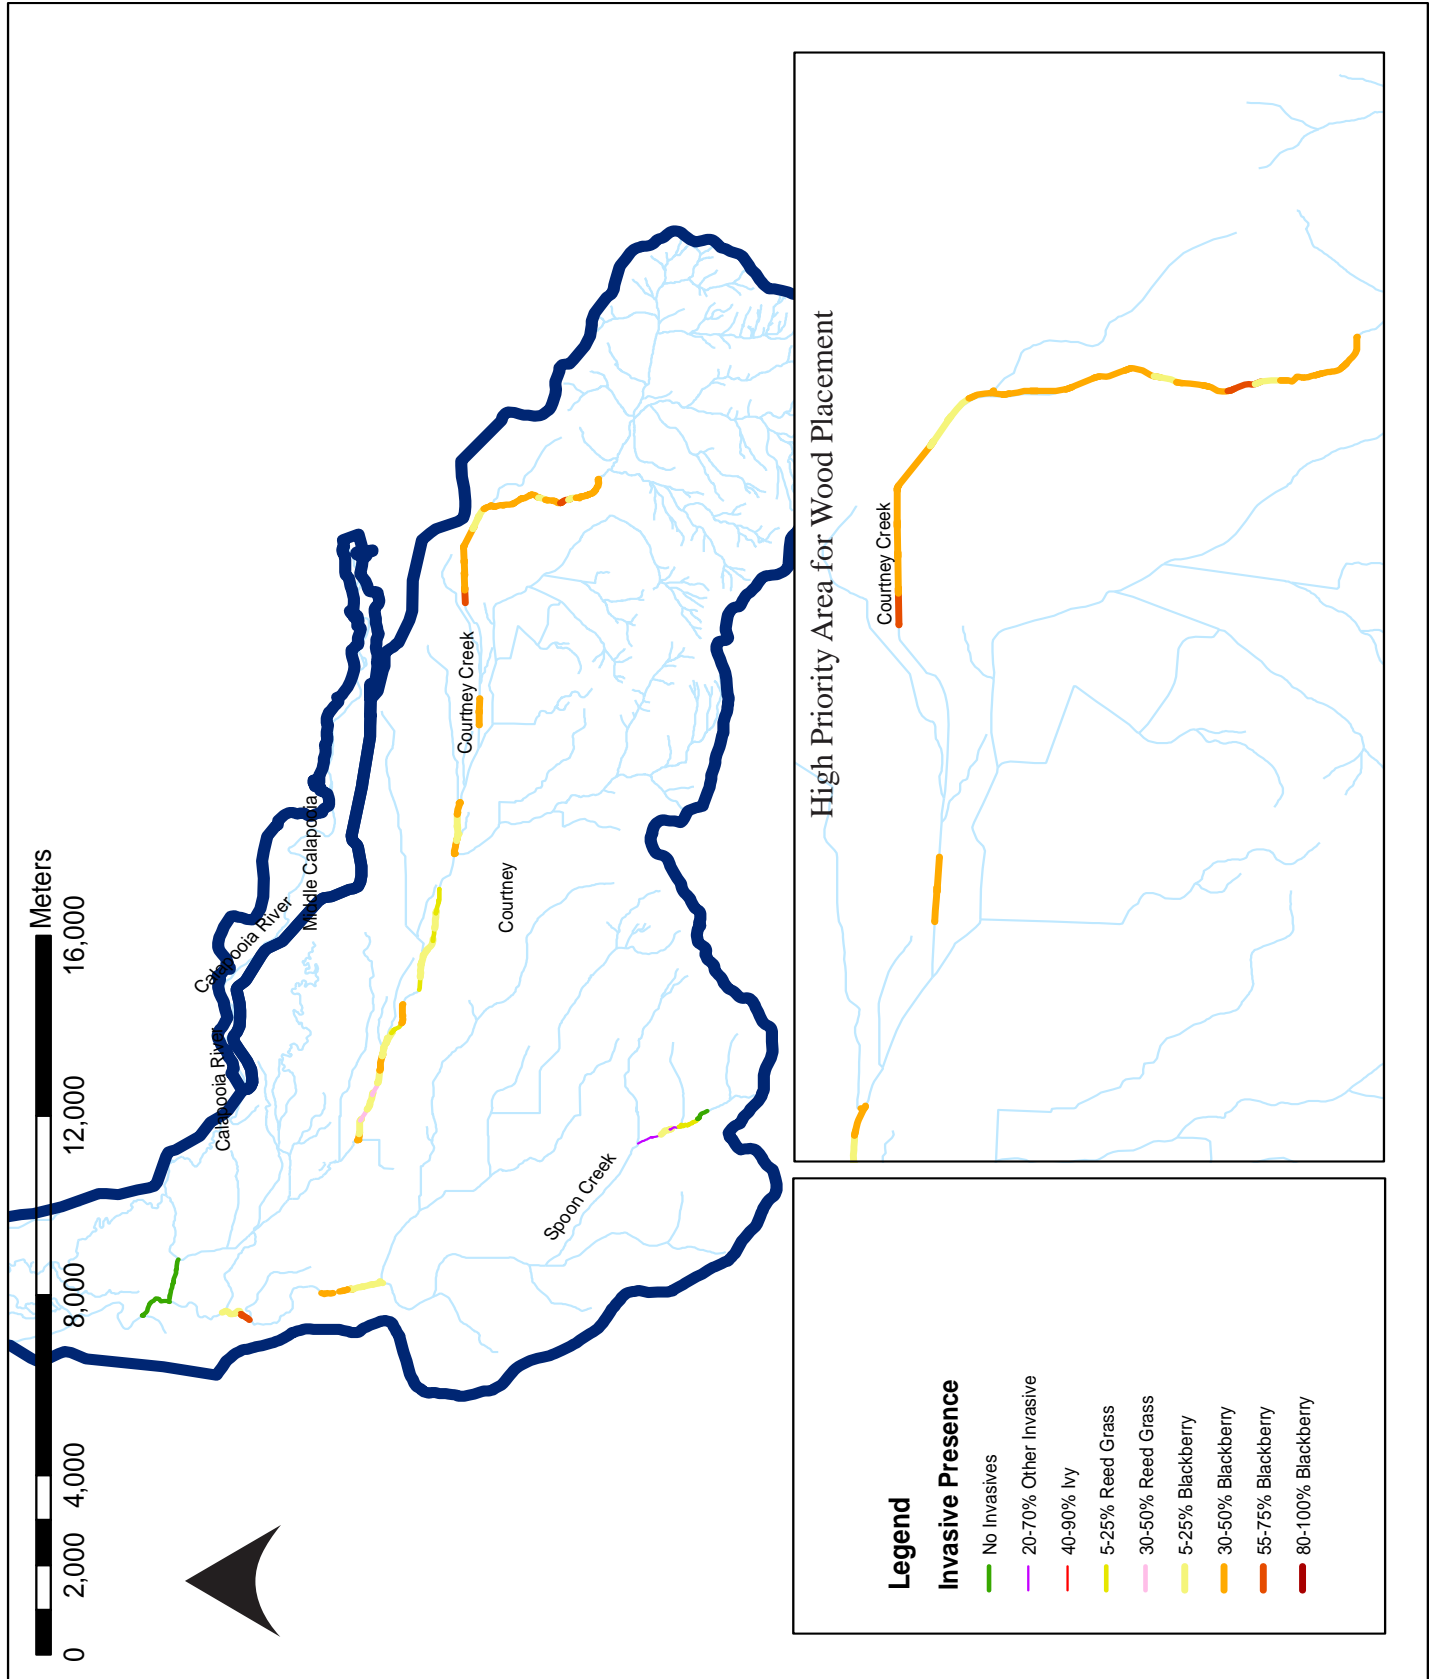 Meters
0
2,000
4,000
8,000
12,000
16,000
Calapooia River
Calapooia River
Middle Calapooia
Courtney Creek
Courtney
Spoon Creek
High Priority Area for Wood Placement
Courtney Creek
Legend
Invasive Presence
No Invasives
20-70% Other Invasive
40-90% Ivy
5-25% Reed Grass
30-50% Reed Grass
5-25% Blackberry
30-50% Blackberry
55-75% Blackberry
80-100% Blackberry